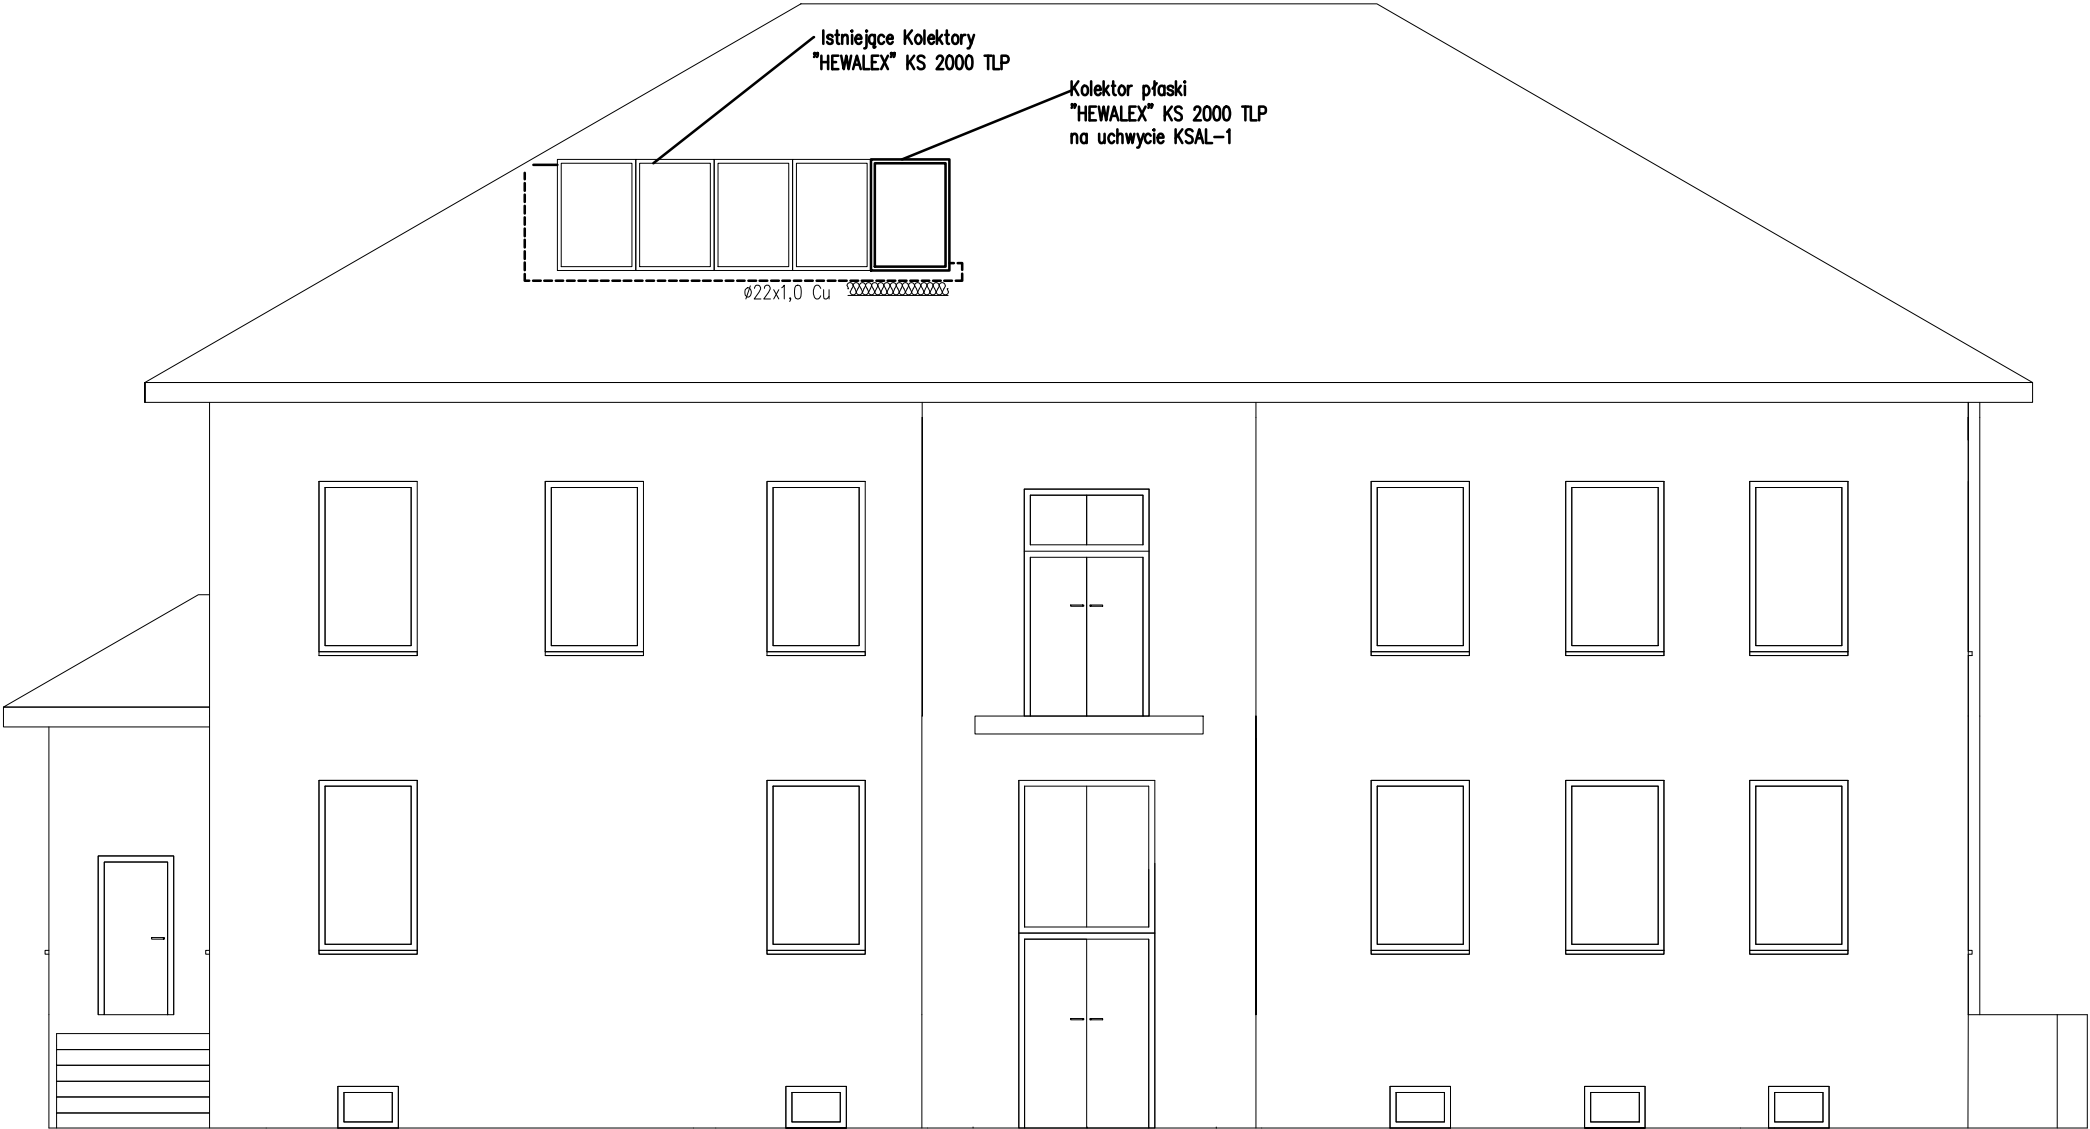 Istniejące Kolektory
"HEWALEX" KS 2000 TLP
Kolektor płaski
"HEWALEX" KS 2000 TLP
na uchwycie KSAL-1
ø22x1,0 Cu